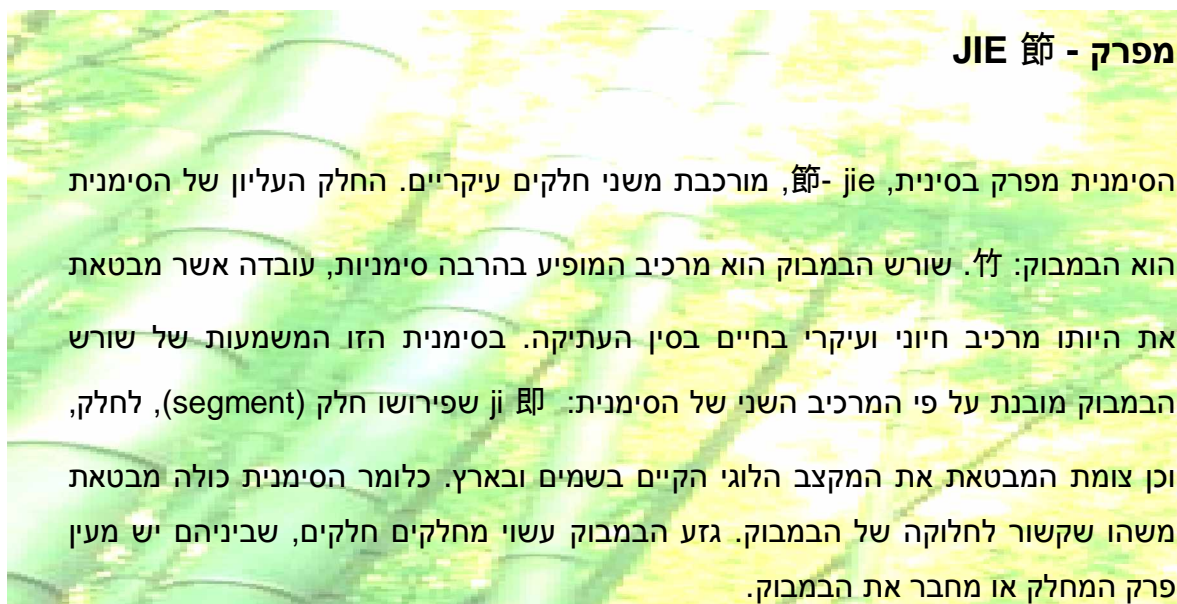 מפרק - 節 JIE
הסימנית מפרק בסינית, jie -節, מורכבת משני חלקים עיקריים. החלק העליון של הסימנית
הוא הבמבוק: 竹. שורש הבמבוק הוא מרכיב המופיע בהרבה סימניות, עובדה אשר מבטאת
את היותו מרכיב חיוני ועיקרי בחיים בסין העתיקה. בסימנית הזו המשמעות של שורש
הבמבוק מובנת על פי המרכיב השני של הסימנית: 即 ji שפירושו חלק (segment), לחלק,
וכן צומת המבטאת את המקצב הלוגי הקיים בשמים ובארץ. כלומר הסימנית כולה מבטאת
משהו שקשור לחלוקה של הבמבוק. גזע הבמבוק עשוי מחלקים חלקים, שביניהם יש מעין
פרק המחלק או מחבר את הבמבוק.